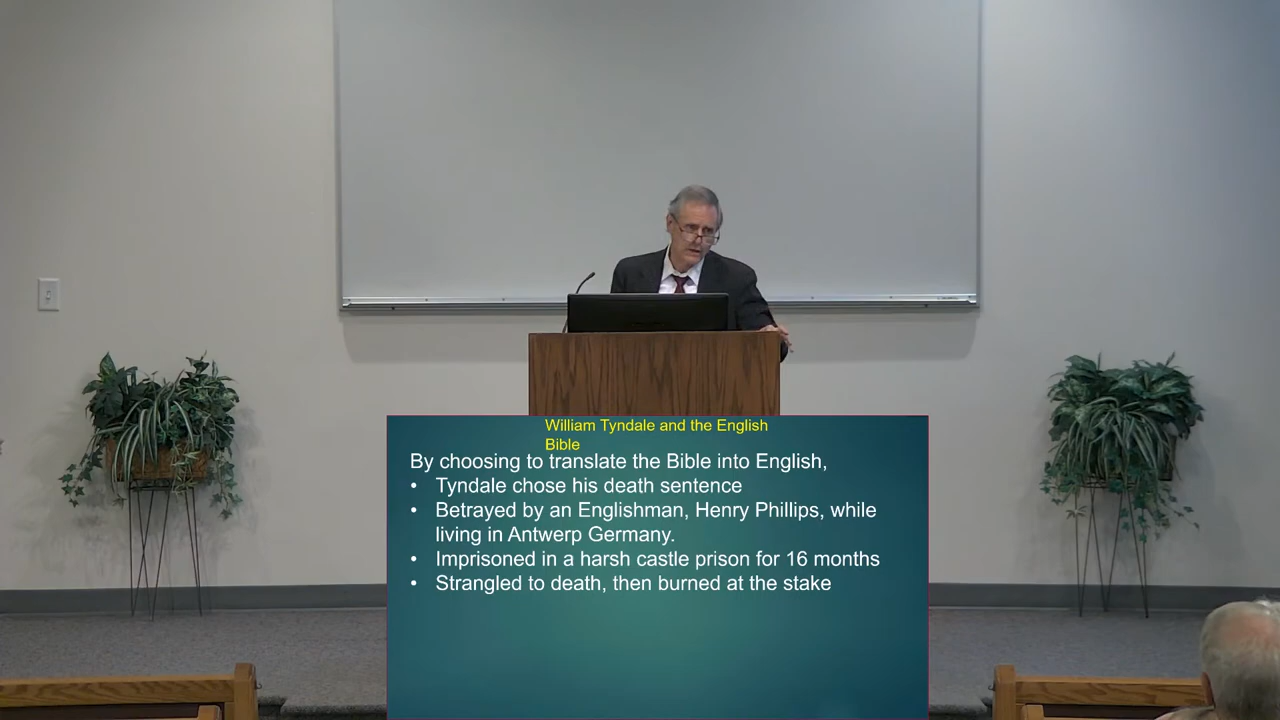 William Tyndale and the English
Bible
By choosing to translate the Bible into English,
• Tyndale chose his death sentence
• Betrayed by an Englishman, Henry Phillips, while
living in Antwerp Germany.
• Imprisoned in a harsh castle prison for 16 months
• Strangled to death, then burned at the stake